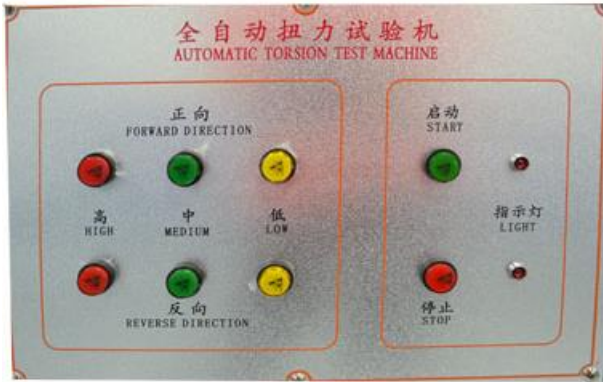 全自动扭力试验机
AUTOMATIC TORSION TEST MACHINE
正向
FORWARD DIRECTION
高 中 低
HIGH MEDIUM LOW
反向
REVERSE DIRECTION
启动
START
指示灯
LIGHT
停止
STOP